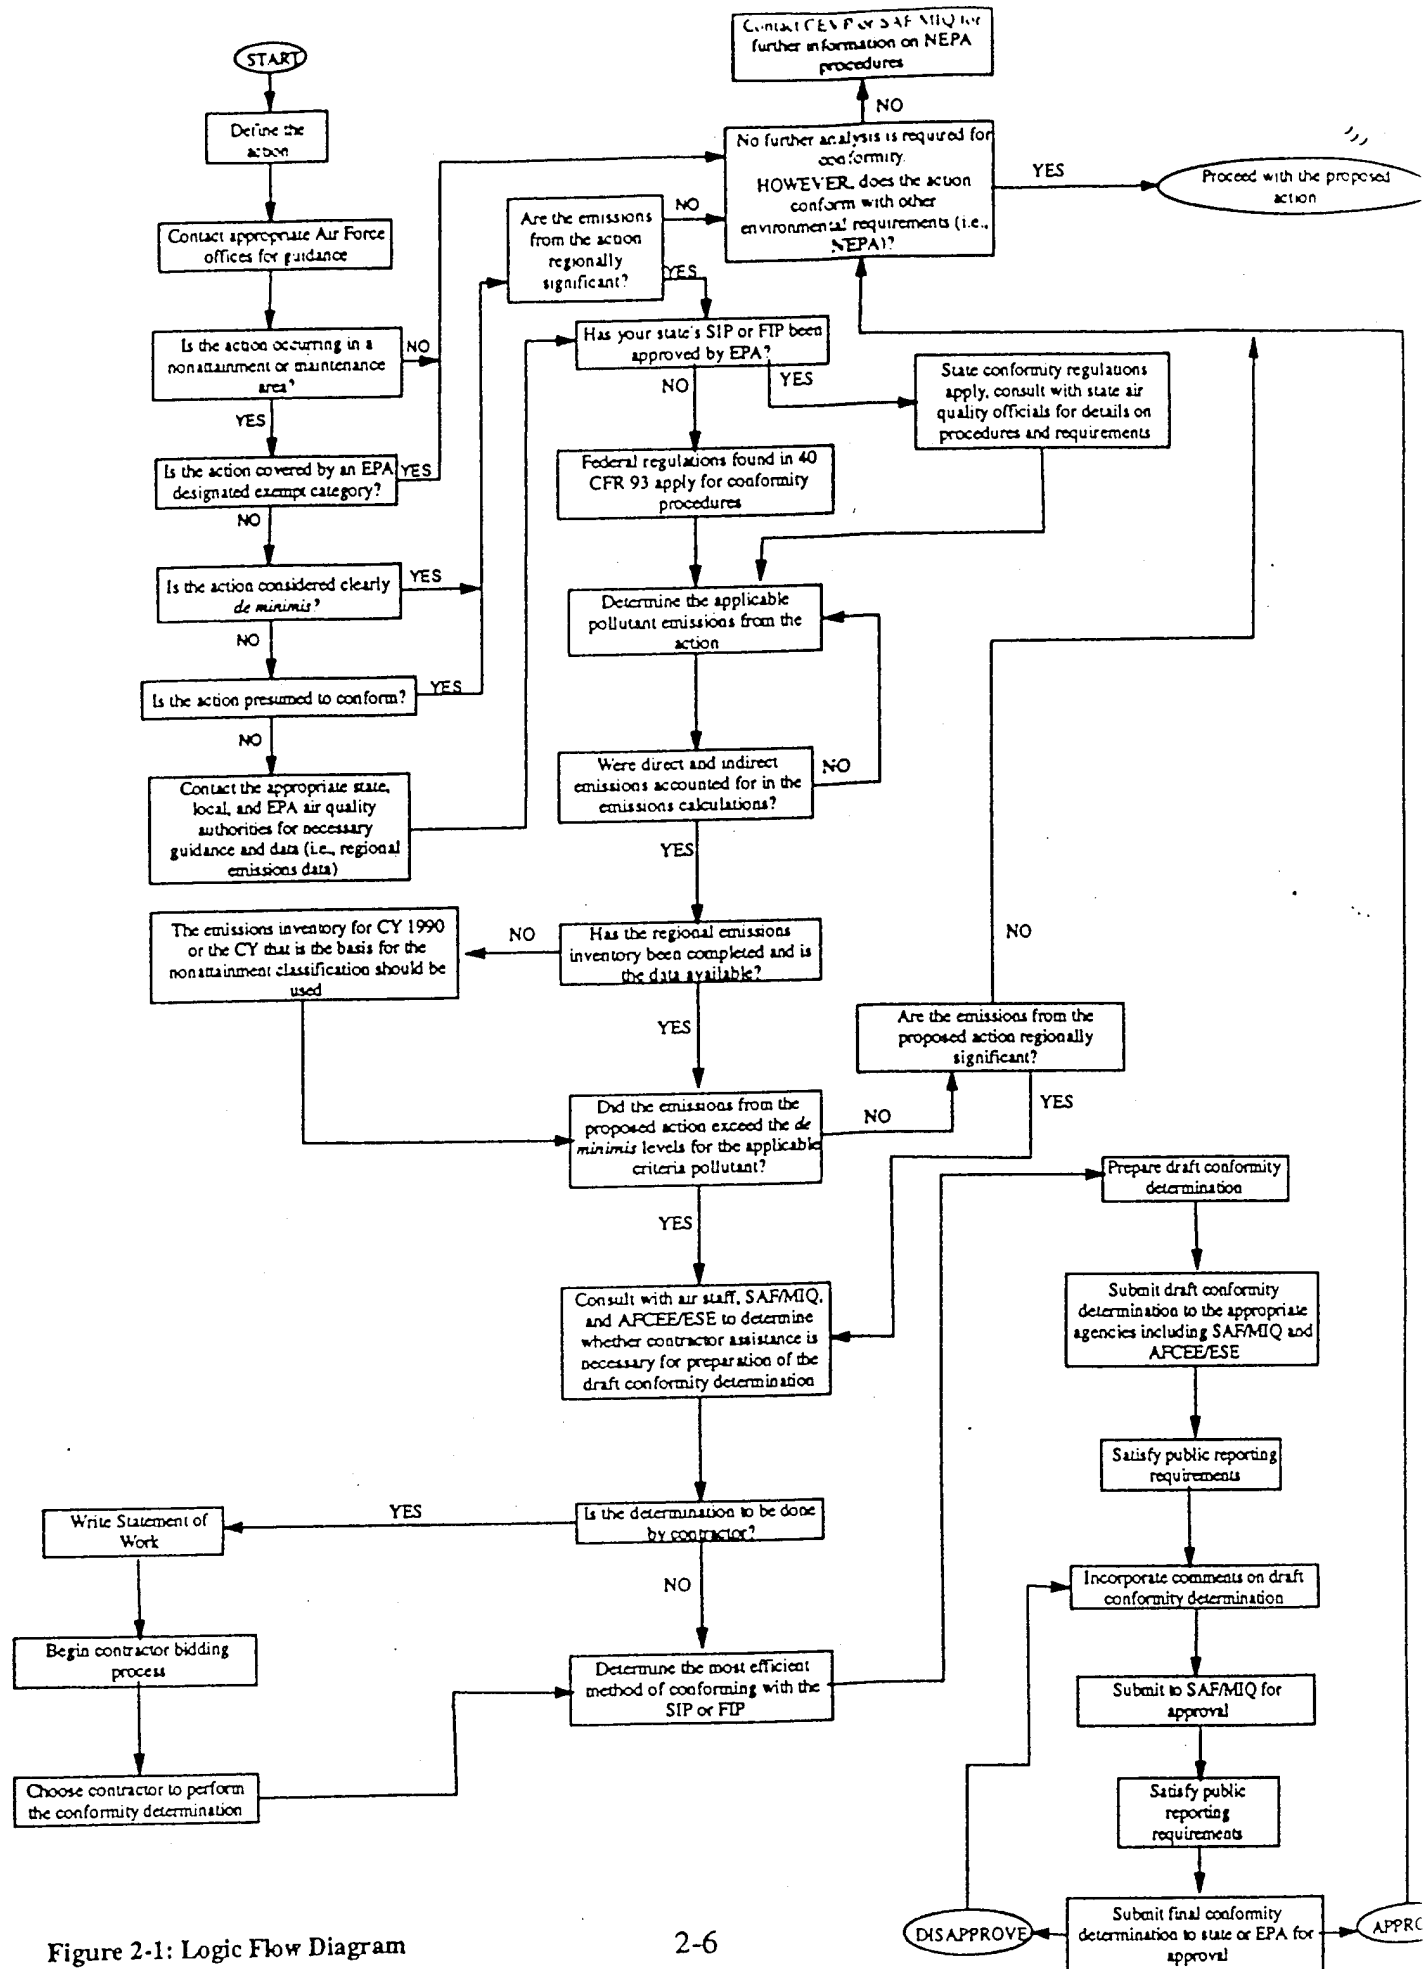 START
Define the
action
Contact appropriate Air Force
offices for guidance
Is the action occurring in a
nonattainment or maintenance
area?
NO
YES
Is the action covered by an EPA
designated exempt category?
YES
NO
Is the action considered clearly
de minimis?
YES
NO
Is the action presumed to conform?
YES
NO
Contact the appropriate state,
local, and EPA air quality
authorities for necessary
guidance and data (i.e., regional
emissions data)
Contact CEVP or SAF/MIQ for
further information on NEPA
procedures
NO
No further analysis is required for
conformity.
HOWEVER, does the action
conform with other
environmental requirements (i.e.,
NEPA)?
YES
Proceed with the proposed
action
Are the emissions
from the action
regionally
significant?
NO
YES
Has your state's SIP or FIP been
approved by EPA?
NO
YES
State conformity regulations
apply, consult with state air
quality officials for details on
procedures and requirements
Federal regulations found in 40
CFR 93 apply for conformity
procedures
Determine the applicable
pollutant emissions from the
action
Were direct and indirect
emissions accounted for in the
emissions calculations?
NO
YES
Has the regional emissions
inventory been completed and is
the data available?
NO
YES
The emissions inventory for CY 1990
or the CY that is the basis for the
nonattainment classification should be
used
Are the emissions from the
proposed action regionally
significant?
NO
YES
Did the emissions from the
proposed action exceed the de
minimis levels for the applicable
criteria pollutant?
NO
YES
Consult with air staff, SAF/MIQ,
and AFCEE/ESE to determine
whether contractor assistance is
necessary for preparation of the
draft conformity determination
Is the determination to be done
by contractor?
YES
NO
Write Statement of
Work
Begin contractor bidding
process
Choose contractor to perform
the conformity determination
Determine the most efficient
method of conforming with the
SIP or FIP
Prepare draft conformity
determination
Submit draft conformity
determination to the appropriate
agencies including SAF/MIQ and
AFCEE/ESE
Satisfy public reporting
requirements
Incorporate comments on draft
conformity determination
Submit to SAF/MIQ for
approval
Satisfy public
reporting
requirements
Submit final conformity
determination to state or EPA for
approval
DISAPPROVE
APPRO
Figure 2-1: Logic Flow Diagram
2-6